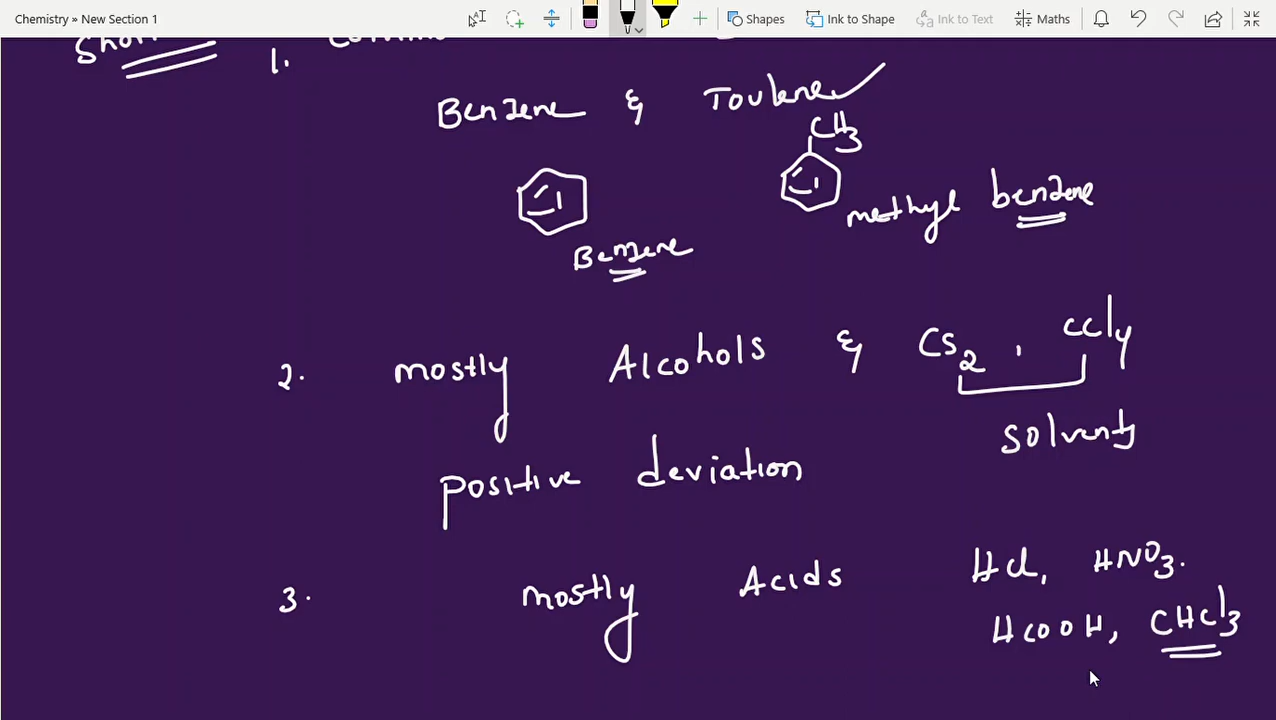 Chemistry » New Section 1
Shapes Ink to Shape Ink to Text Maths
1.
Benzene & Toulene
CH3
methyl benzene
Benzene
2. mostly Alcohols & CS2, CCl4
solvents
positive deviation
3. mostly Acids HCl, HNO3.
HCOOH, CHCl3